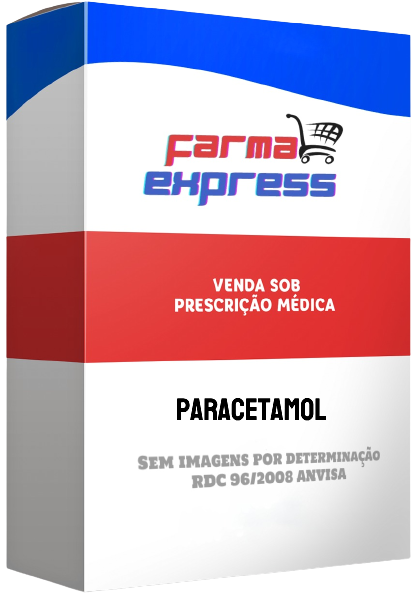 farma
express
VENDA SOB
PRESCRIÇÃO MÉDICA
PARACETAMOL
SEM IMAGENS POR DETERMINAÇÃO
RDC 96/2008 ANVISA